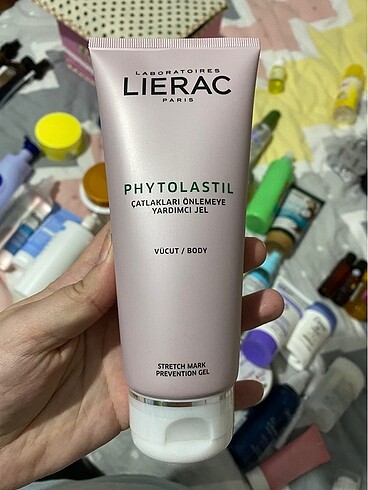 LABORATOIRES
LIERAC
PARIS
PHYTOLASTIL
ÇATLAKLARI ÖNLEMEYE
YARDIMCI JEL
VÜCUT / BODY
STRETCH MARK
PREVENTION GEL